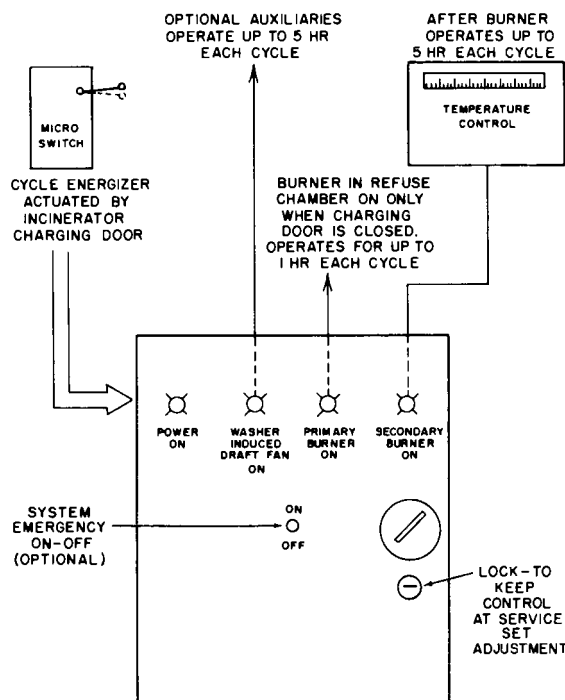 OPTIONAL AUXILIARIES
OPERATE UP TO 5 HR
EACH CYCLE
AFTER BURNER
OPERATES UP TO
5 HR EACH CYCLE
MICRO
SWITCH
TEMPERATURE
CONTROL
CYCLE ENERGIZER
ACTUATED BY
INCINERATOR
CHARGING DOOR
BURNER IN REFUSE
CHAMBER ON ONLY
WHEN CHARGING
DOOR IS CLOSED.
OPERATES FOR UP TO
1 HR EACH CYCLE
POWER
ON
WASHER
INDUCED
DRAFT FAN
ON
PRIMARY
BURNER
ON
SECONDARY
BURNER
ON
SYSTEM
EMERGENCY
ON-OFF
(OPTIONAL)
ON
OFF
LOCK-TO
KEEP
CONTROL
AT SERVICE
SET
ADJUSTMENT